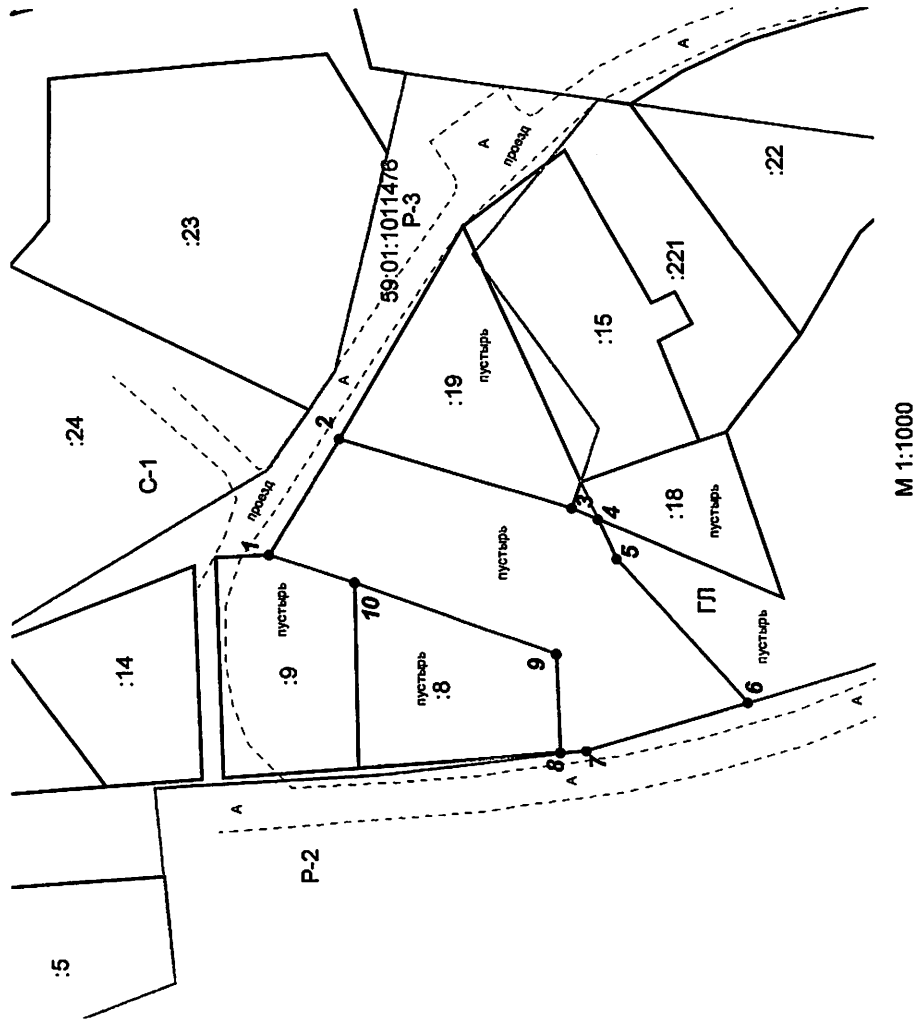 А
:23
А
проезд
59:01:1011476
Р-3
:22
:24
С-1
А
:221
:15
2
:19
пустырь
проезд
1
3
:18
пустырь
4
5
пустырь
ГЛ
пустырь
:14
пустырь
:9
10
пустырь
:8
9
6
8
7
А
А
А
Р-2
:5
М 1:1000